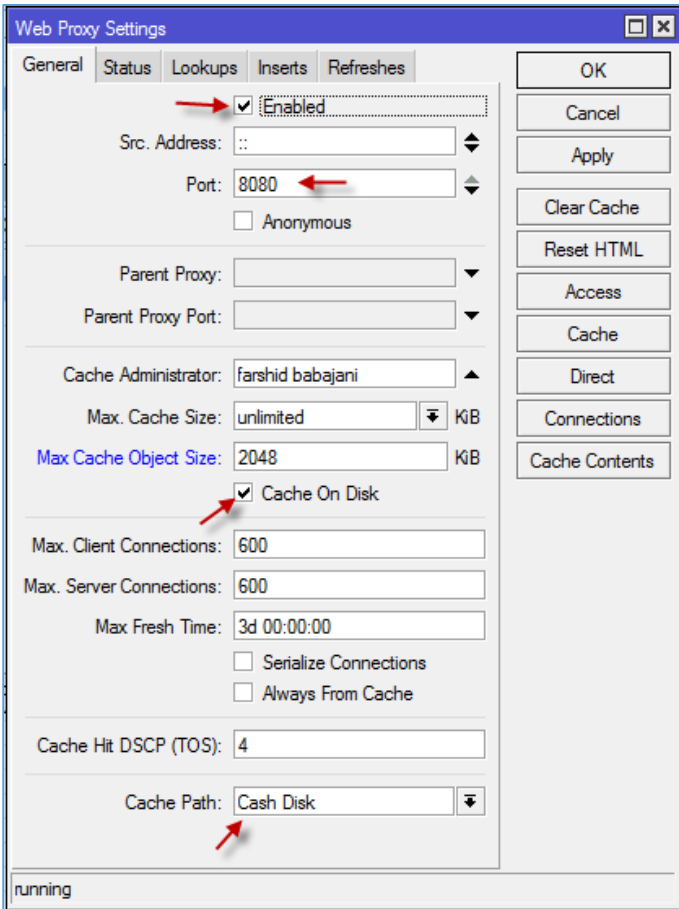 Web Proxy Settings
General Status Lookups Inserts Refreshes
Enabled
Src. Address: ::
Port: 8080
Anonymous
Parent Proxy:
Parent Proxy Port:
Cache Administrator: farshid babajani
Max. Cache Size: unlimited KiB
Max Cache Object Size: 2048 KiB
Cache On Disk
Max. Client Connections: 600
Max. Server Connections: 600
Max Fresh Time: 3d 00:00:00
Serialize Connections
Always From Cache
Cache Hit DSCP (TOS): 4
Cache Path: Cash Disk
OK
Cancel
Apply
Clear Cache
Reset HTML
Access
Cache
Direct
Connections
Cache Contents
running